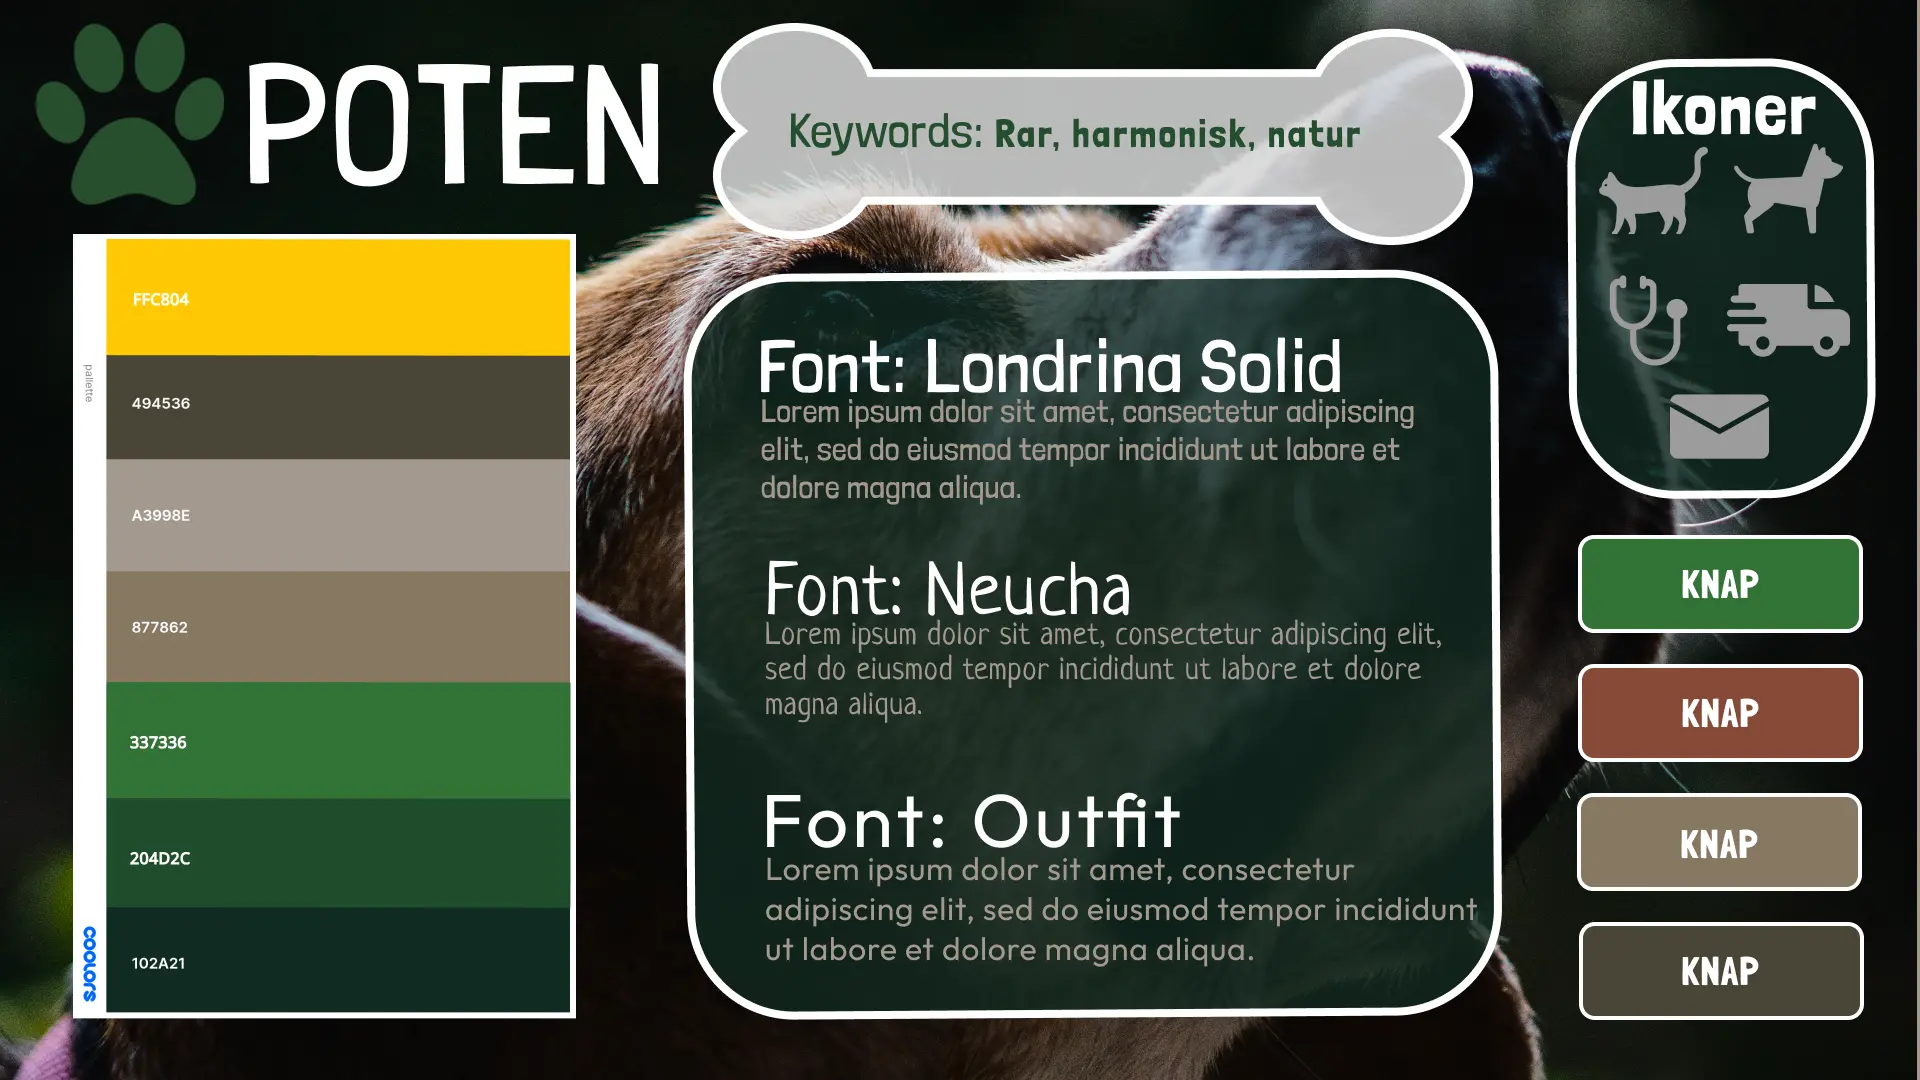 POTEN
Keywords: Rar, harmonisk, natur
Ikoner
FFC804
494536
A3998E
877862
337336
204D2C
102A21
pallette
coolors
Font: Londrina Solid
Lorem ipsum dolor sit amet, consectetur adipiscing
elit, sed do eiusmod tempor incididunt ut labore et
dolore magna aliqua.
Font: Neucha
Lorem ipsum dolor sit amet, consectetur adipiscing elit,
sed do eiusmod tempor incididunt ut labore et dolore
magna aliqua.
Font: Outfit
Lorem ipsum dolor sit amet, consectetur
adipiscing elit, sed do eiusmod tempor incididunt
ut labore et dolore magna aliqua.
KNAP
KNAP
KNAP
KNAP